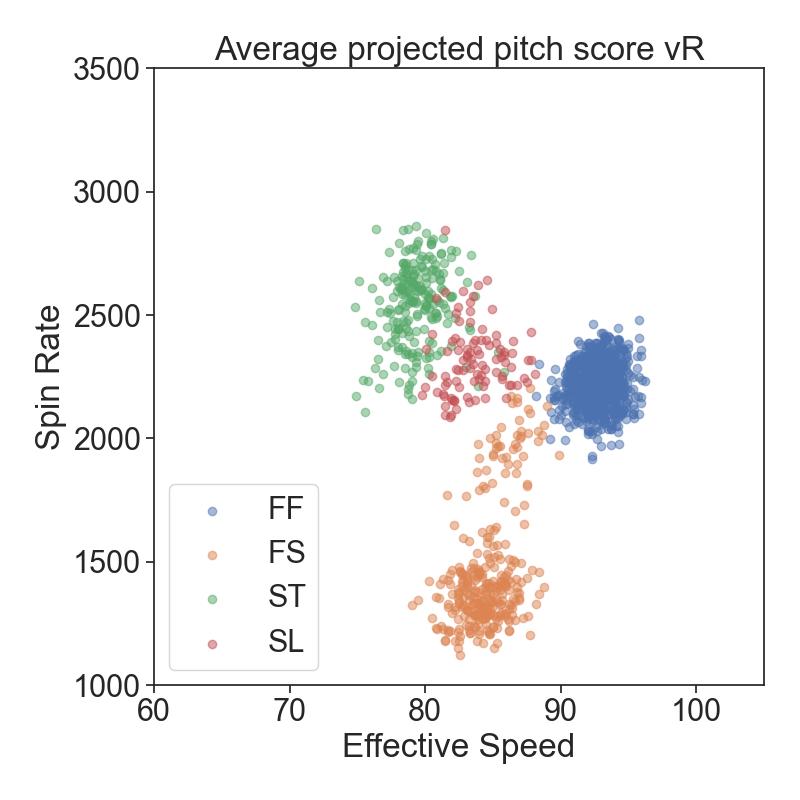 Average projected pitch score vR
3500
3000
2500
2000
1500
1000
Spin Rate
FF
FS
ST
SL
60 70 80 90 100
Effective Speed